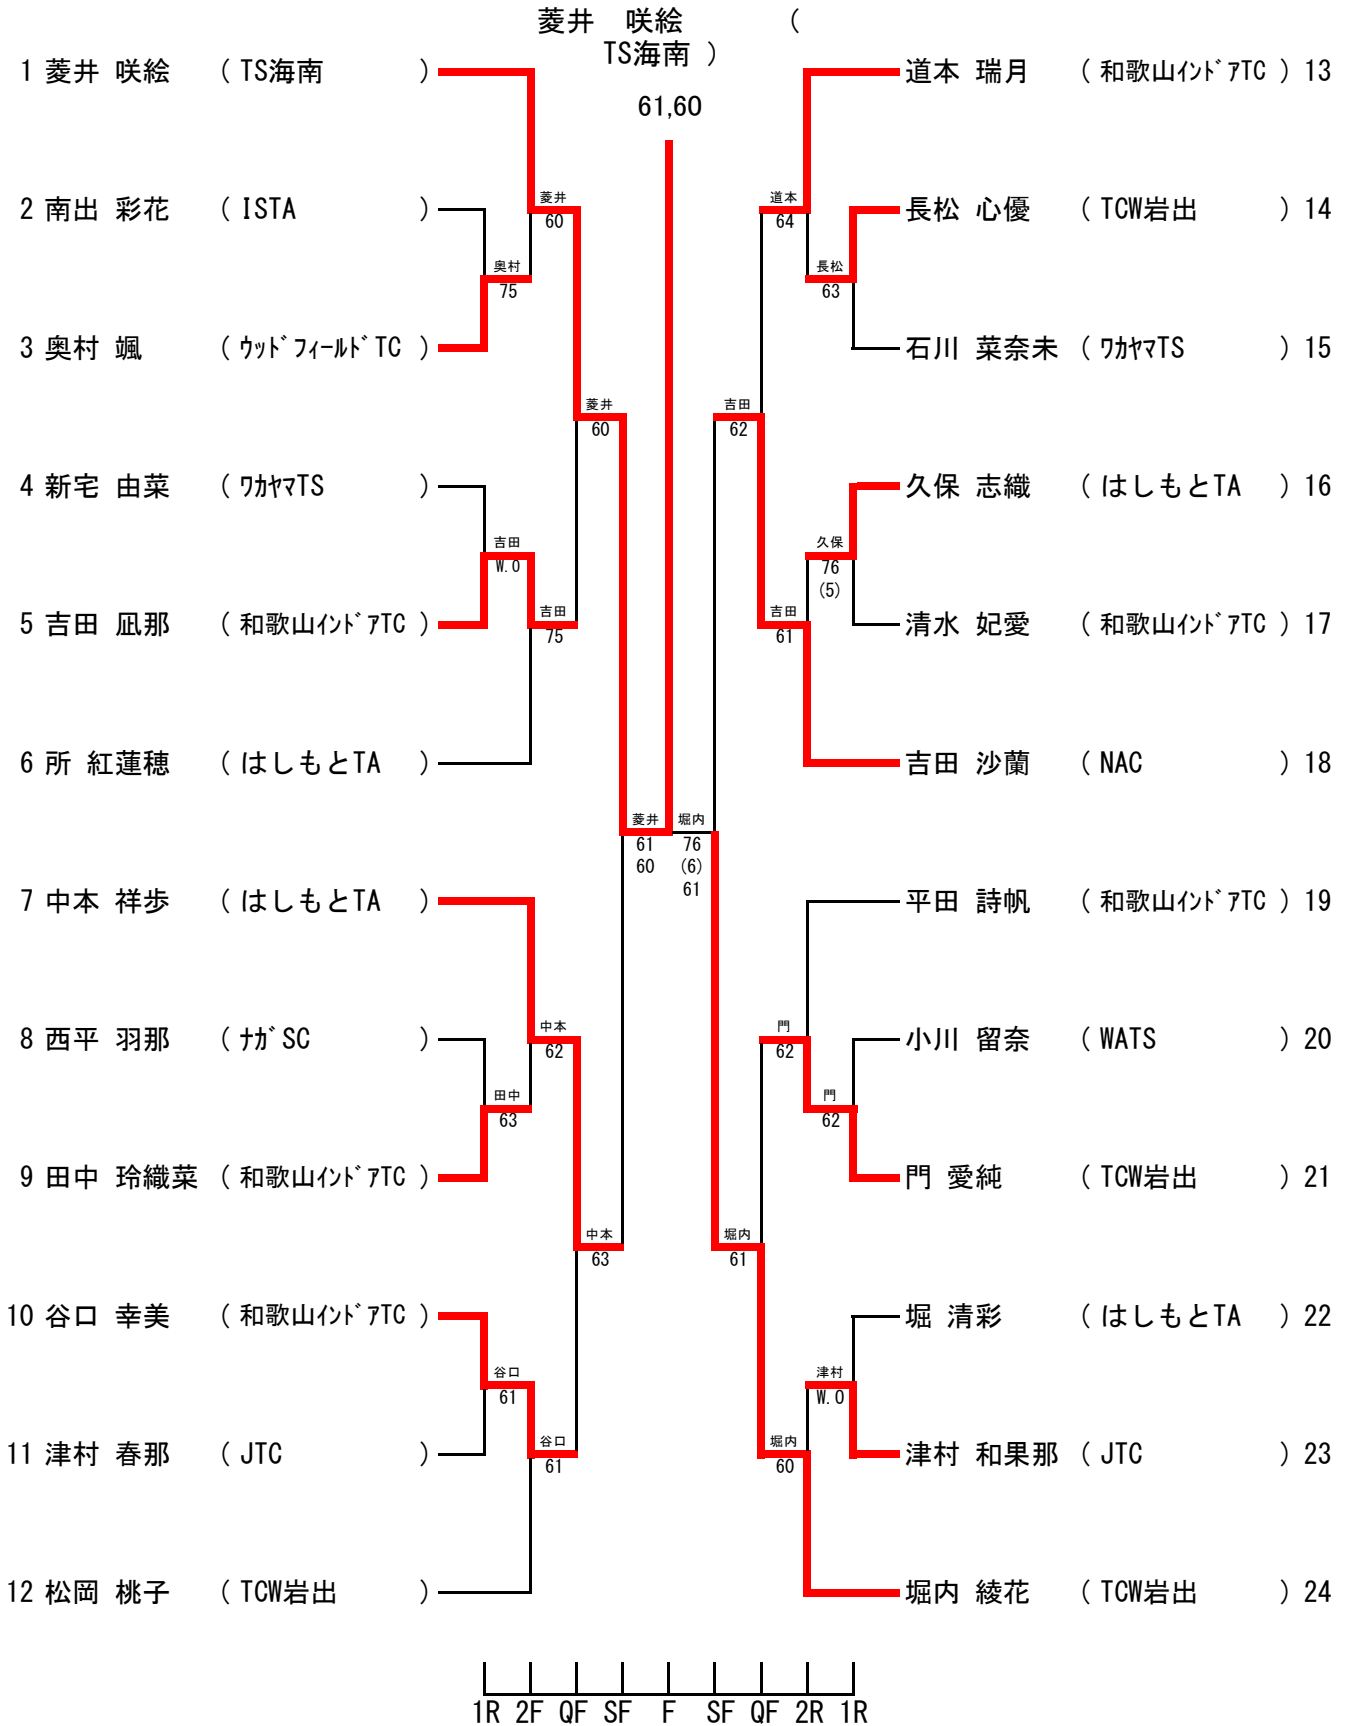 菱井 咲絵 (
TS海南 )
61,60
1 菱井 咲絵 ( TS海南 )
2 南出 彩花 ( ISTA )
3 奥村 颯 ( ｳｯﾄﾞﾌｨｰﾙﾄﾞTC )
4 新宅 由菜 ( ﾜｶﾔﾏTS )
5 吉田 凪那 ( 和歌山ｲﾝﾄﾞｱTC )
6 所 紅蓮穂 ( はしもとTA )
7 中本 祥歩 ( はしもとTA )
8 西平 羽那 ( ﾅｶﾞSC )
9 田中 玲織菜 ( 和歌山ｲﾝﾄﾞｱTC )
10 谷口 幸美 ( 和歌山ｲﾝﾄﾞｱTC )
11 津村 春那 ( JTC )
12 松岡 桃子 ( TCW岩出 )
奥村
75
吉田
W.O
田中
63
谷口
61
菱井
60
吉田
75
中本
62
谷口
61
菱井
60
中本
63
菱井
61
60
堀内
76
(6)
61
吉田
62
堀内
61
道本
64
吉田
61
門
62
堀内
60
長松
63
久保
76
(5)
門
62
津村
W.O
道本 瑞月 ( 和歌山ｲﾝﾄﾞｱTC ) 13
長松 心優 ( TCW岩出 ) 14
石川 菜奈未 ( ﾜｶﾔﾏTS ) 15
久保 志織 ( はしもとTA ) 16
清水 妃愛 ( 和歌山ｲﾝﾄﾞｱTC ) 17
吉田 沙蘭 ( NAC ) 18
平田 詩帆 ( 和歌山ｲﾝﾄﾞｱTC ) 19
小川 留奈 ( WATS ) 20
門 愛純 ( TCW岩出 ) 21
堀 清彩 ( はしもとTA ) 22
津村 和果那 ( JTC ) 23
堀内 綾花 ( TCW岩出 ) 24
1R 2F QF SF F SF QF 2R 1R